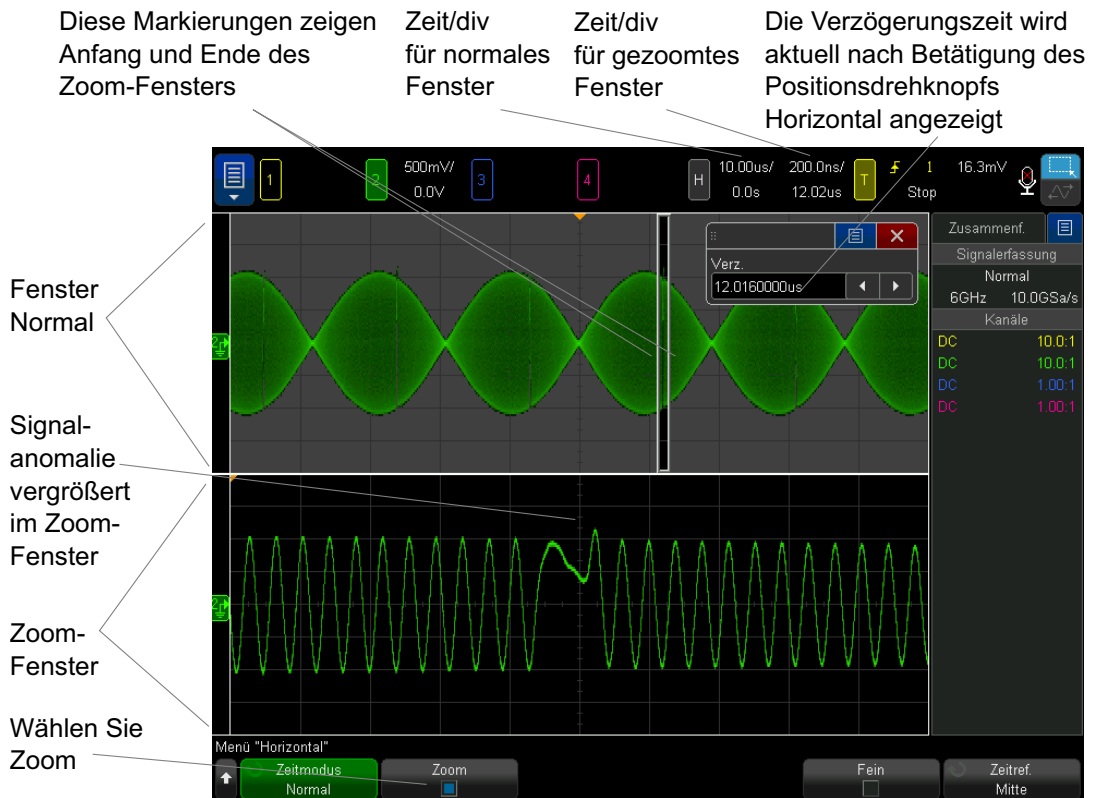 Diese Markierungen zeigen
Anfang und Ende des
Zoom-Fensters
Zeit/div
für normales
Fenster
Zeit/div
für gezoomtes
Fenster
Die Verzögerungszeit wird
aktuell nach Betätigung des
Positionsdrehknopfs
Horizontal angezeigt
1
2
500mV/
0.0V
3
4
H
10.00us/
0.0s
200.0ns/
12.02us
T
1
Stop
16.3mV
Verz.
12.0160000us
Zusammenf.
Signalerfassung
Normal
6GHz 10.0GSa/s
Kanäle
DC 10.0:1
DC 10.0:1
DC 1.00:1
DC 1.00:1
Fenster
Normal
2
Signal-
anomalie
vergrößert
im Zoom-
Fenster
2
Zoom-
Fenster
Wählen Sie
Zoom
Menü "Horizontal"
Zeitmodus
Normal
Zoom
Fein
Zeitref.
Mitte